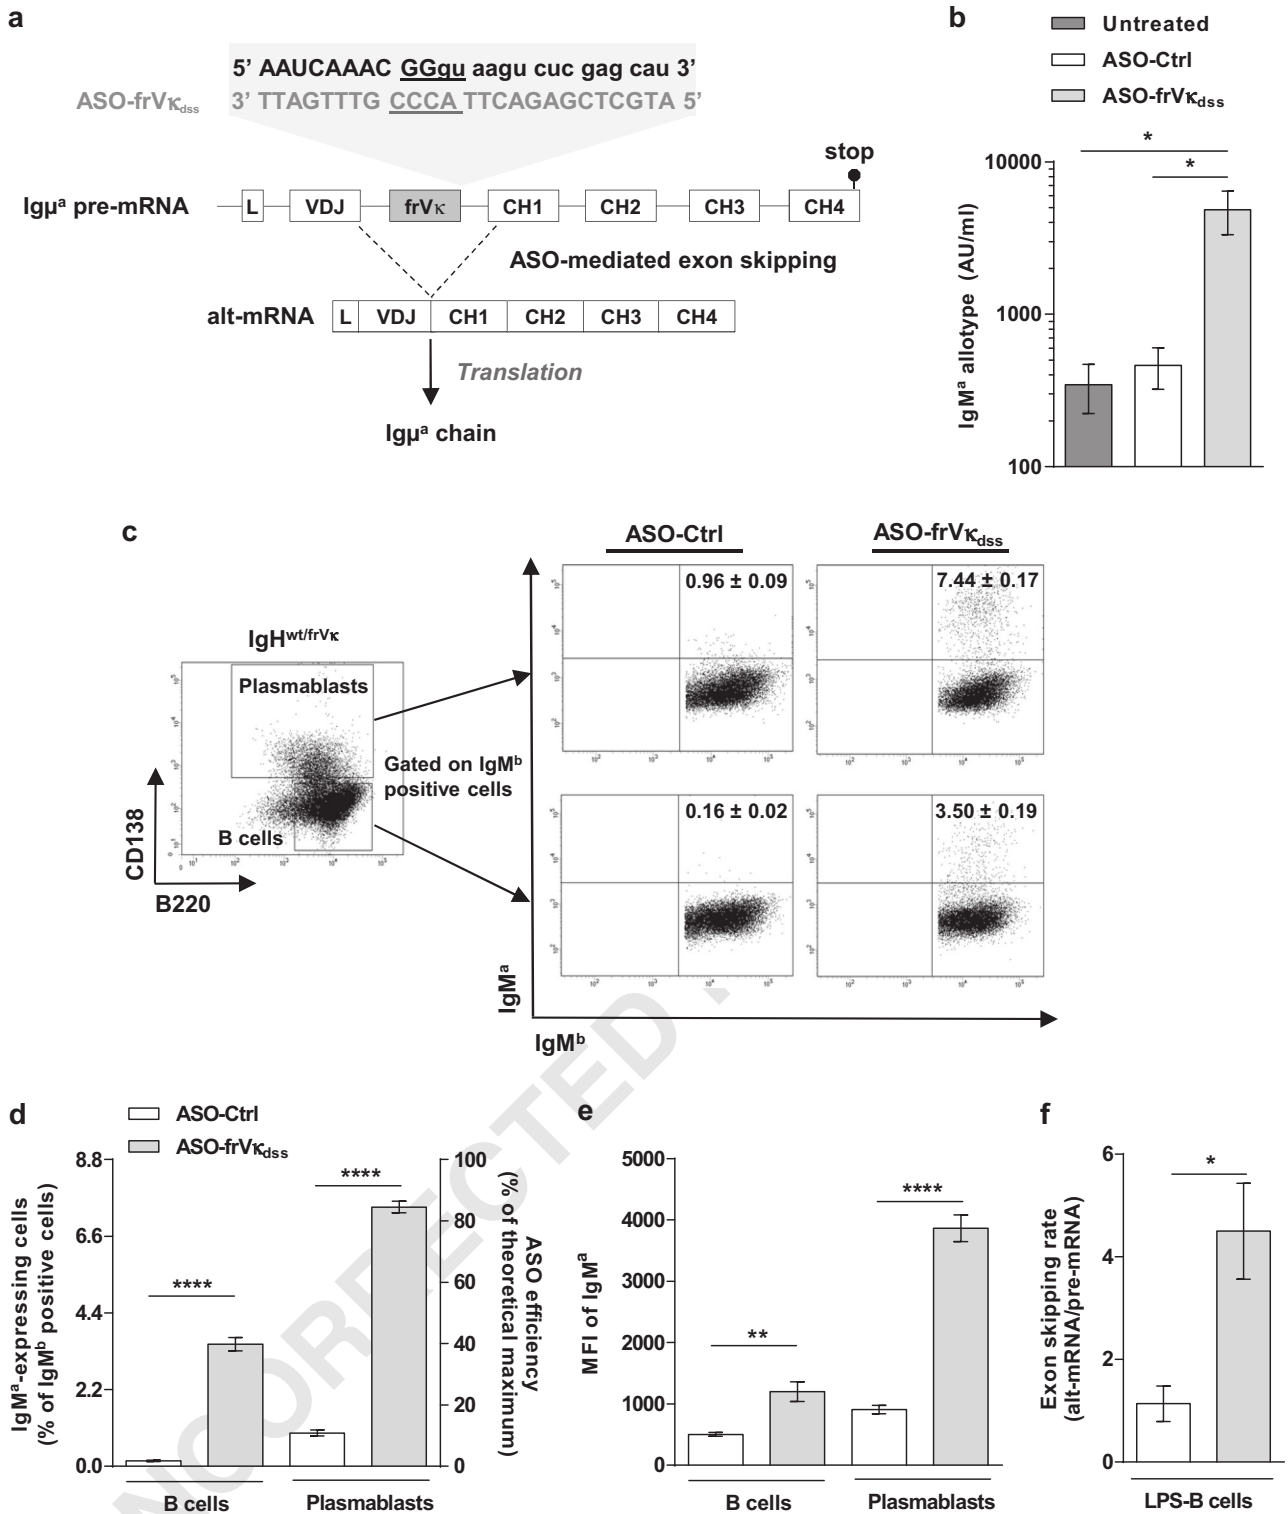 a
5' AAUCAAAC GGgu aagu cuc gag cau 3'
ASO-frVκdss 3' TTAGTTTG CCCA TTCAGAGCTCGTA 5'
stop
Igµa pre-mRNA L VDJ frVκ CH1 CH2 CH3 CH4
ASO-mediated exon skipping
alt-mRNA L VDJ CH1 CH2 CH3 CH4
Translation
Igµa chain
b
Untreated
ASO-Ctrl
ASO-frVκdss
*
*
10000
1000
100
IgMa allotype (AU/ml)
c
ASO-Ctrl
ASO-frVκdss
IgHwt/frVκ
Plasmablasts
B cells
CD138
B220
Gated on IgMb
positive cells
0.96 ± 0.09
7.44 ± 0.17
0.16 ± 0.02
3.50 ± 0.19
IgMa
IgMb
d
ASO-Ctrl
ASO-frVκdss
8.8
6.6
4.4
2.2
0.0
IgMa-expressing cells
(% of IgMb positive cells)
****
****
100
80
60
40
20
0
ASO efficiency
(% of theoretical maximum)
B cells
Plasmablasts
e
5000
4000
3000
2000
1000
0
MFI of IgMa
**
****
B cells
Plasmablasts
f
6
4
2
0
Exon skipping rate
(alt-mRNA/pre-mRNA)
*
LPS-B cells
NCORRECTED